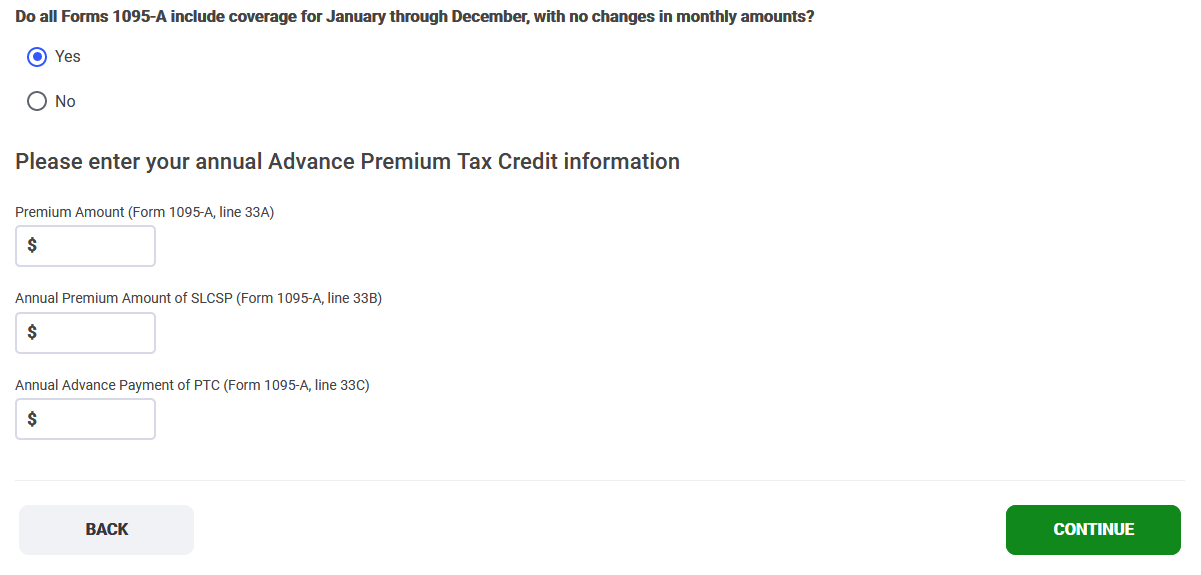 Do all Forms 1095-A include coverage for January through December, with no changes in monthly amounts?
Yes
No
Please enter your annual Advance Premium Tax Credit information
Premium Amount (Form 1095-A, line 33A)
$
Annual Premium Amount of SLCSP (Form 1095-A, line 33B)
$
Annual Advance Payment of PTC (Form 1095-A, line 33C)
$
BACK
CONTINUE